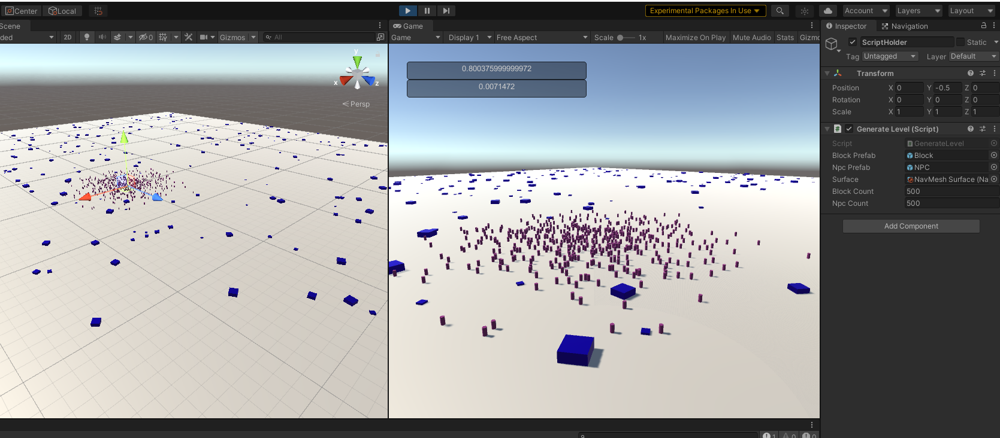 Center Local
Experimental Packages In Use Account Layers Layout
Scene
Game
Inspector Navigation
ded 2D 0 Gizmos All
Game Display 1 Free Aspect Scale 1x Maximize On Play Mute Audio Stats Gizmo
ScriptHolder Static
Tag Untagged Layer Default
Transform
Position X 0 Y -0.5 Z 0
Rotation X 0 Y 0 Z 0
Scale X 1 Y 1 Z 1
Generate Level (Script)
Script GenerateLevel
Block Prefab Block
Npc Prefab NPC
Surface NavMesh Surface (Na
Block Count 500
Npc Count 500
Add Component
y
x z
Persp
0.800375999999972
0.0071472
1 0 0